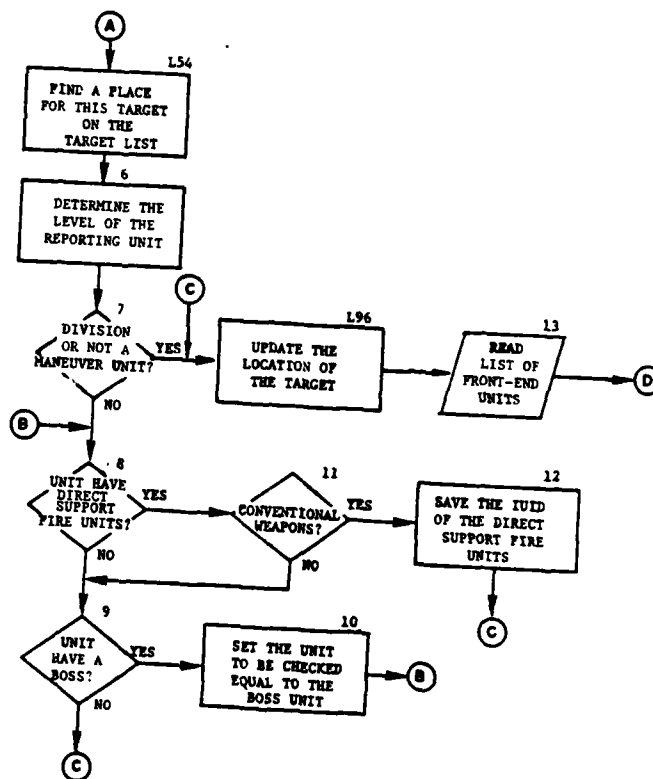 A
L54
FIND A PLACE
FOR THIS TARGET
ON THE
TARGET LIST
6
DETERMINE THE
LEVEL OF THE
REPORTING UNIT
C
7
DIVISION
OR NOT A
MANEUVER UNIT?
YES
NO
L96
UPDATE THE
LOCATION OF
THE TARGET
13
READ
LIST OF
FRONT-END
UNITS
D
B
8
UNIT HAVE
DIRECT
SUPPORT
FIRE UNITS?
YES
NO
11
CONVENTIONAL
WEAPONS?
YES
NO
12
SAVE THE IUID
OF THE DIRECT
SUPPORT FIRE
UNITS
C
9
UNIT
HAVE A
BOSS?
YES
NO
10
SET THE UNIT
TO BE CHECKED
EQUAL TO THE
BOSS UNIT
B
C